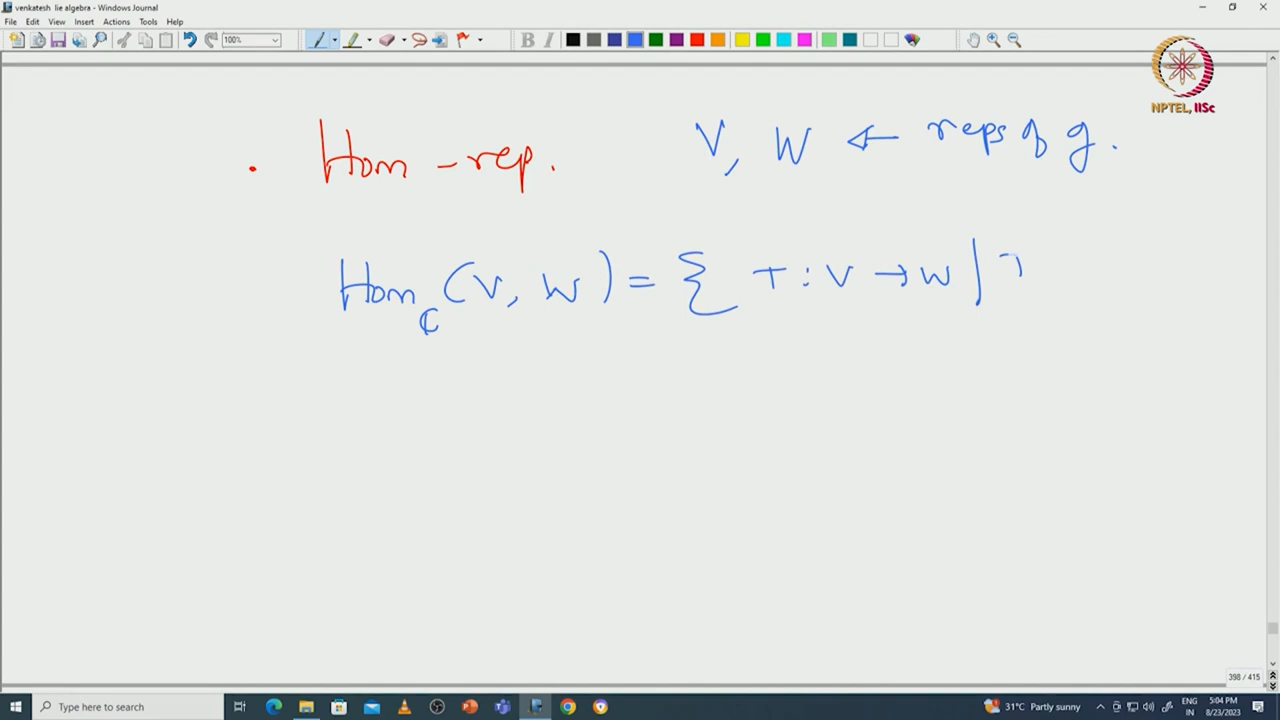 venkatesh lie algebra - Windows Journal
File Edit View Insert Actions Tools Help
100%
NPTEL, IISc
. Hom - rep. V, W ← reps of g.
Hom_ℂ (V, W) = { T : V → W | T
398 / 415
Type here to search
31°C Partly sunny
ENG
IN
5:04 PM
8/23/2023